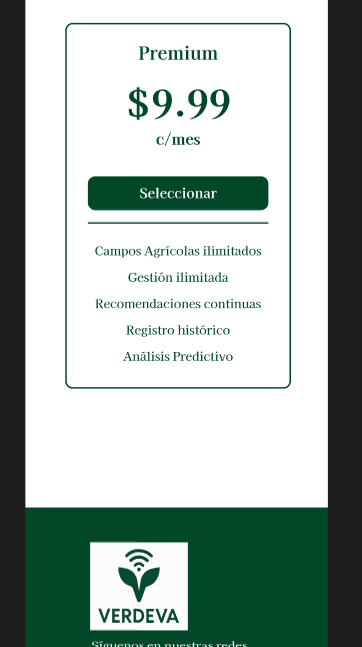 Premium
$9.99
c/mes
Seleccionar
Campos Agrícolas ilimitados
Gestión ilimitada
Recomendaciones continuas
Registro histórico
Análisis Predictivo
VERDEVA
Síguenos en nuestras redes